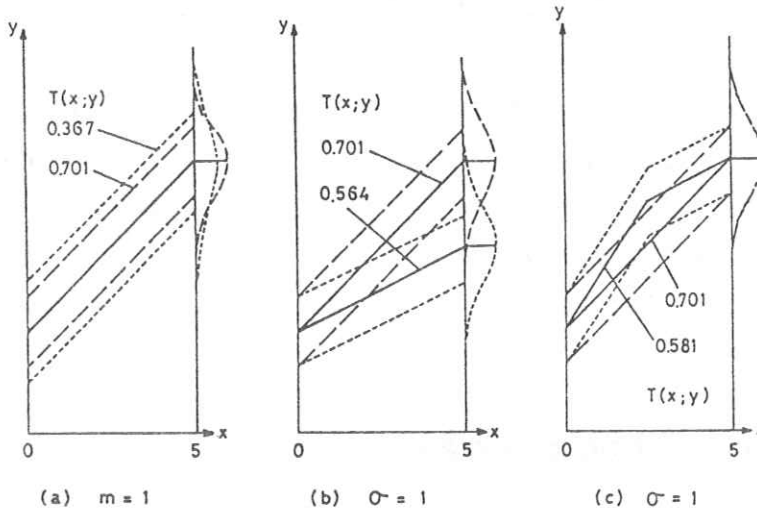 y
T(x;y)
0.367
0.701
x
0
5
(a) m = 1
y
T(x;y)
0.701
0.564
x
0
5
(b) σ = 1
y
0.701
0.581
T(x;y)
0
5
(c) σ = 1